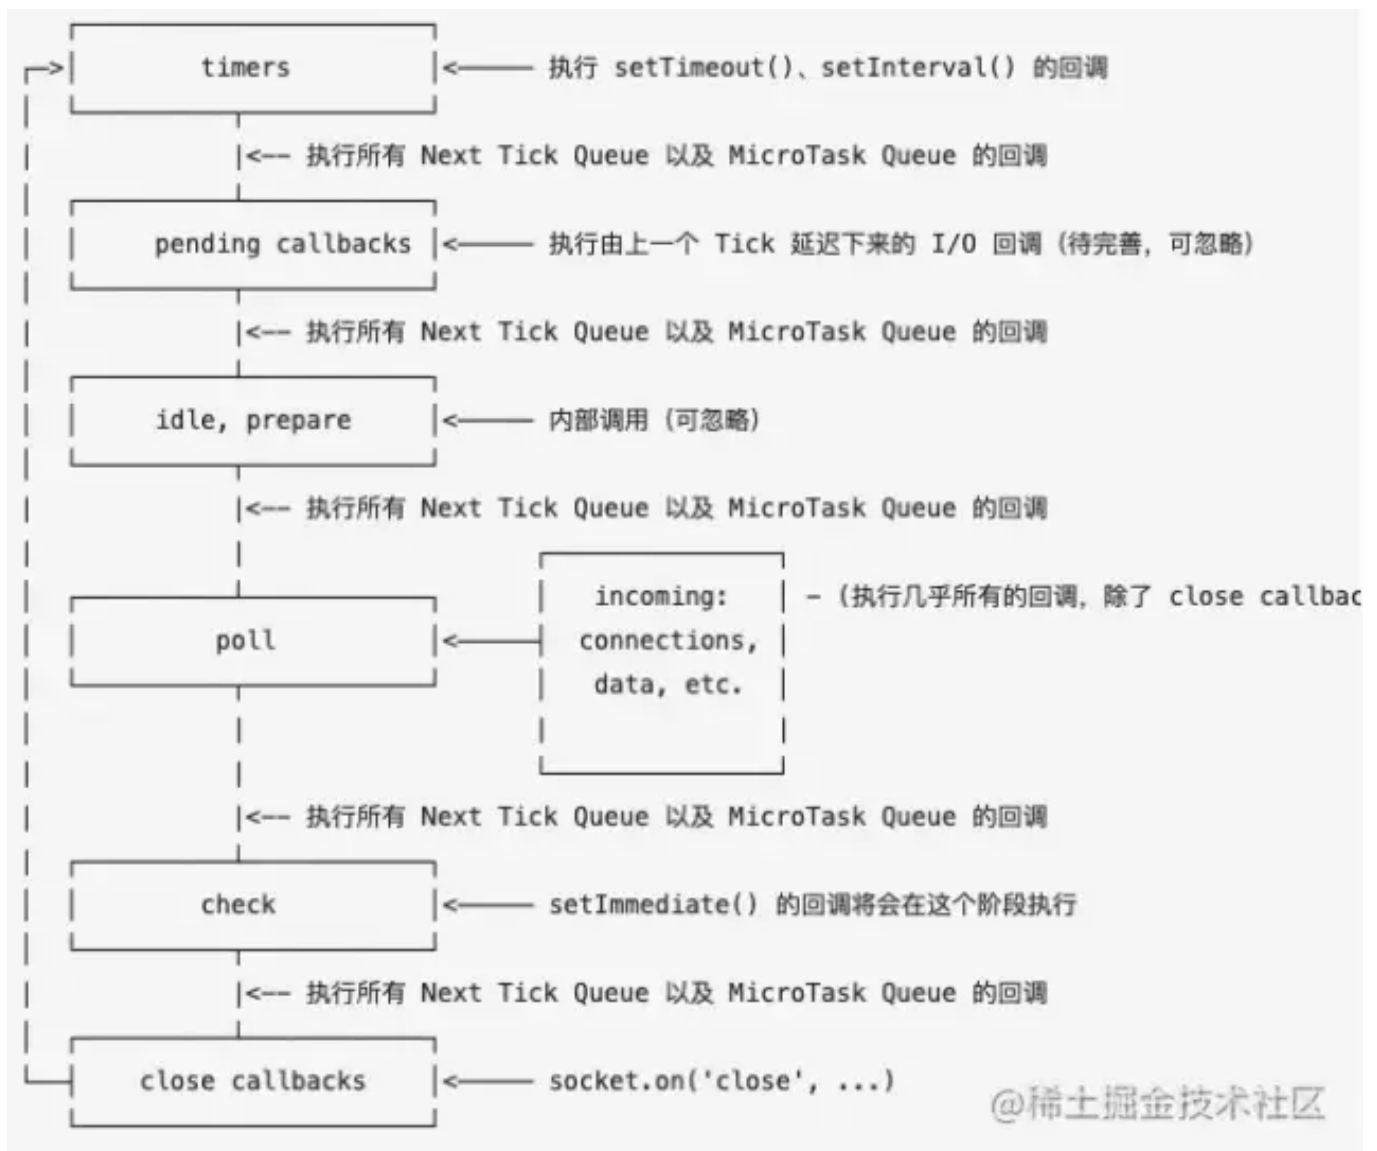 timers 执行 setTimeout()、setInterval() 的回调
执行所有 Next Tick Queue 以及 MicroTask Queue 的回调
pending callbacks 执行由上一个 Tick 延迟下来的 I/O 回调（待完善，可忽略）
执行所有 Next Tick Queue 以及 MicroTask Queue 的回调
idle, prepare 内部调用（可忽略）
执行所有 Next Tick Queue 以及 MicroTask Queue 的回调
incoming: - (执行几乎所有的回调，除了 close callbac
poll connections,
data, etc.
执行所有 Next Tick Queue 以及 MicroTask Queue 的回调
check setImmediate() 的回调将会在这个阶段执行
执行所有 Next Tick Queue 以及 MicroTask Queue 的回调
close callbacks socket.on('close', ...)
@稀土掘金技术社区